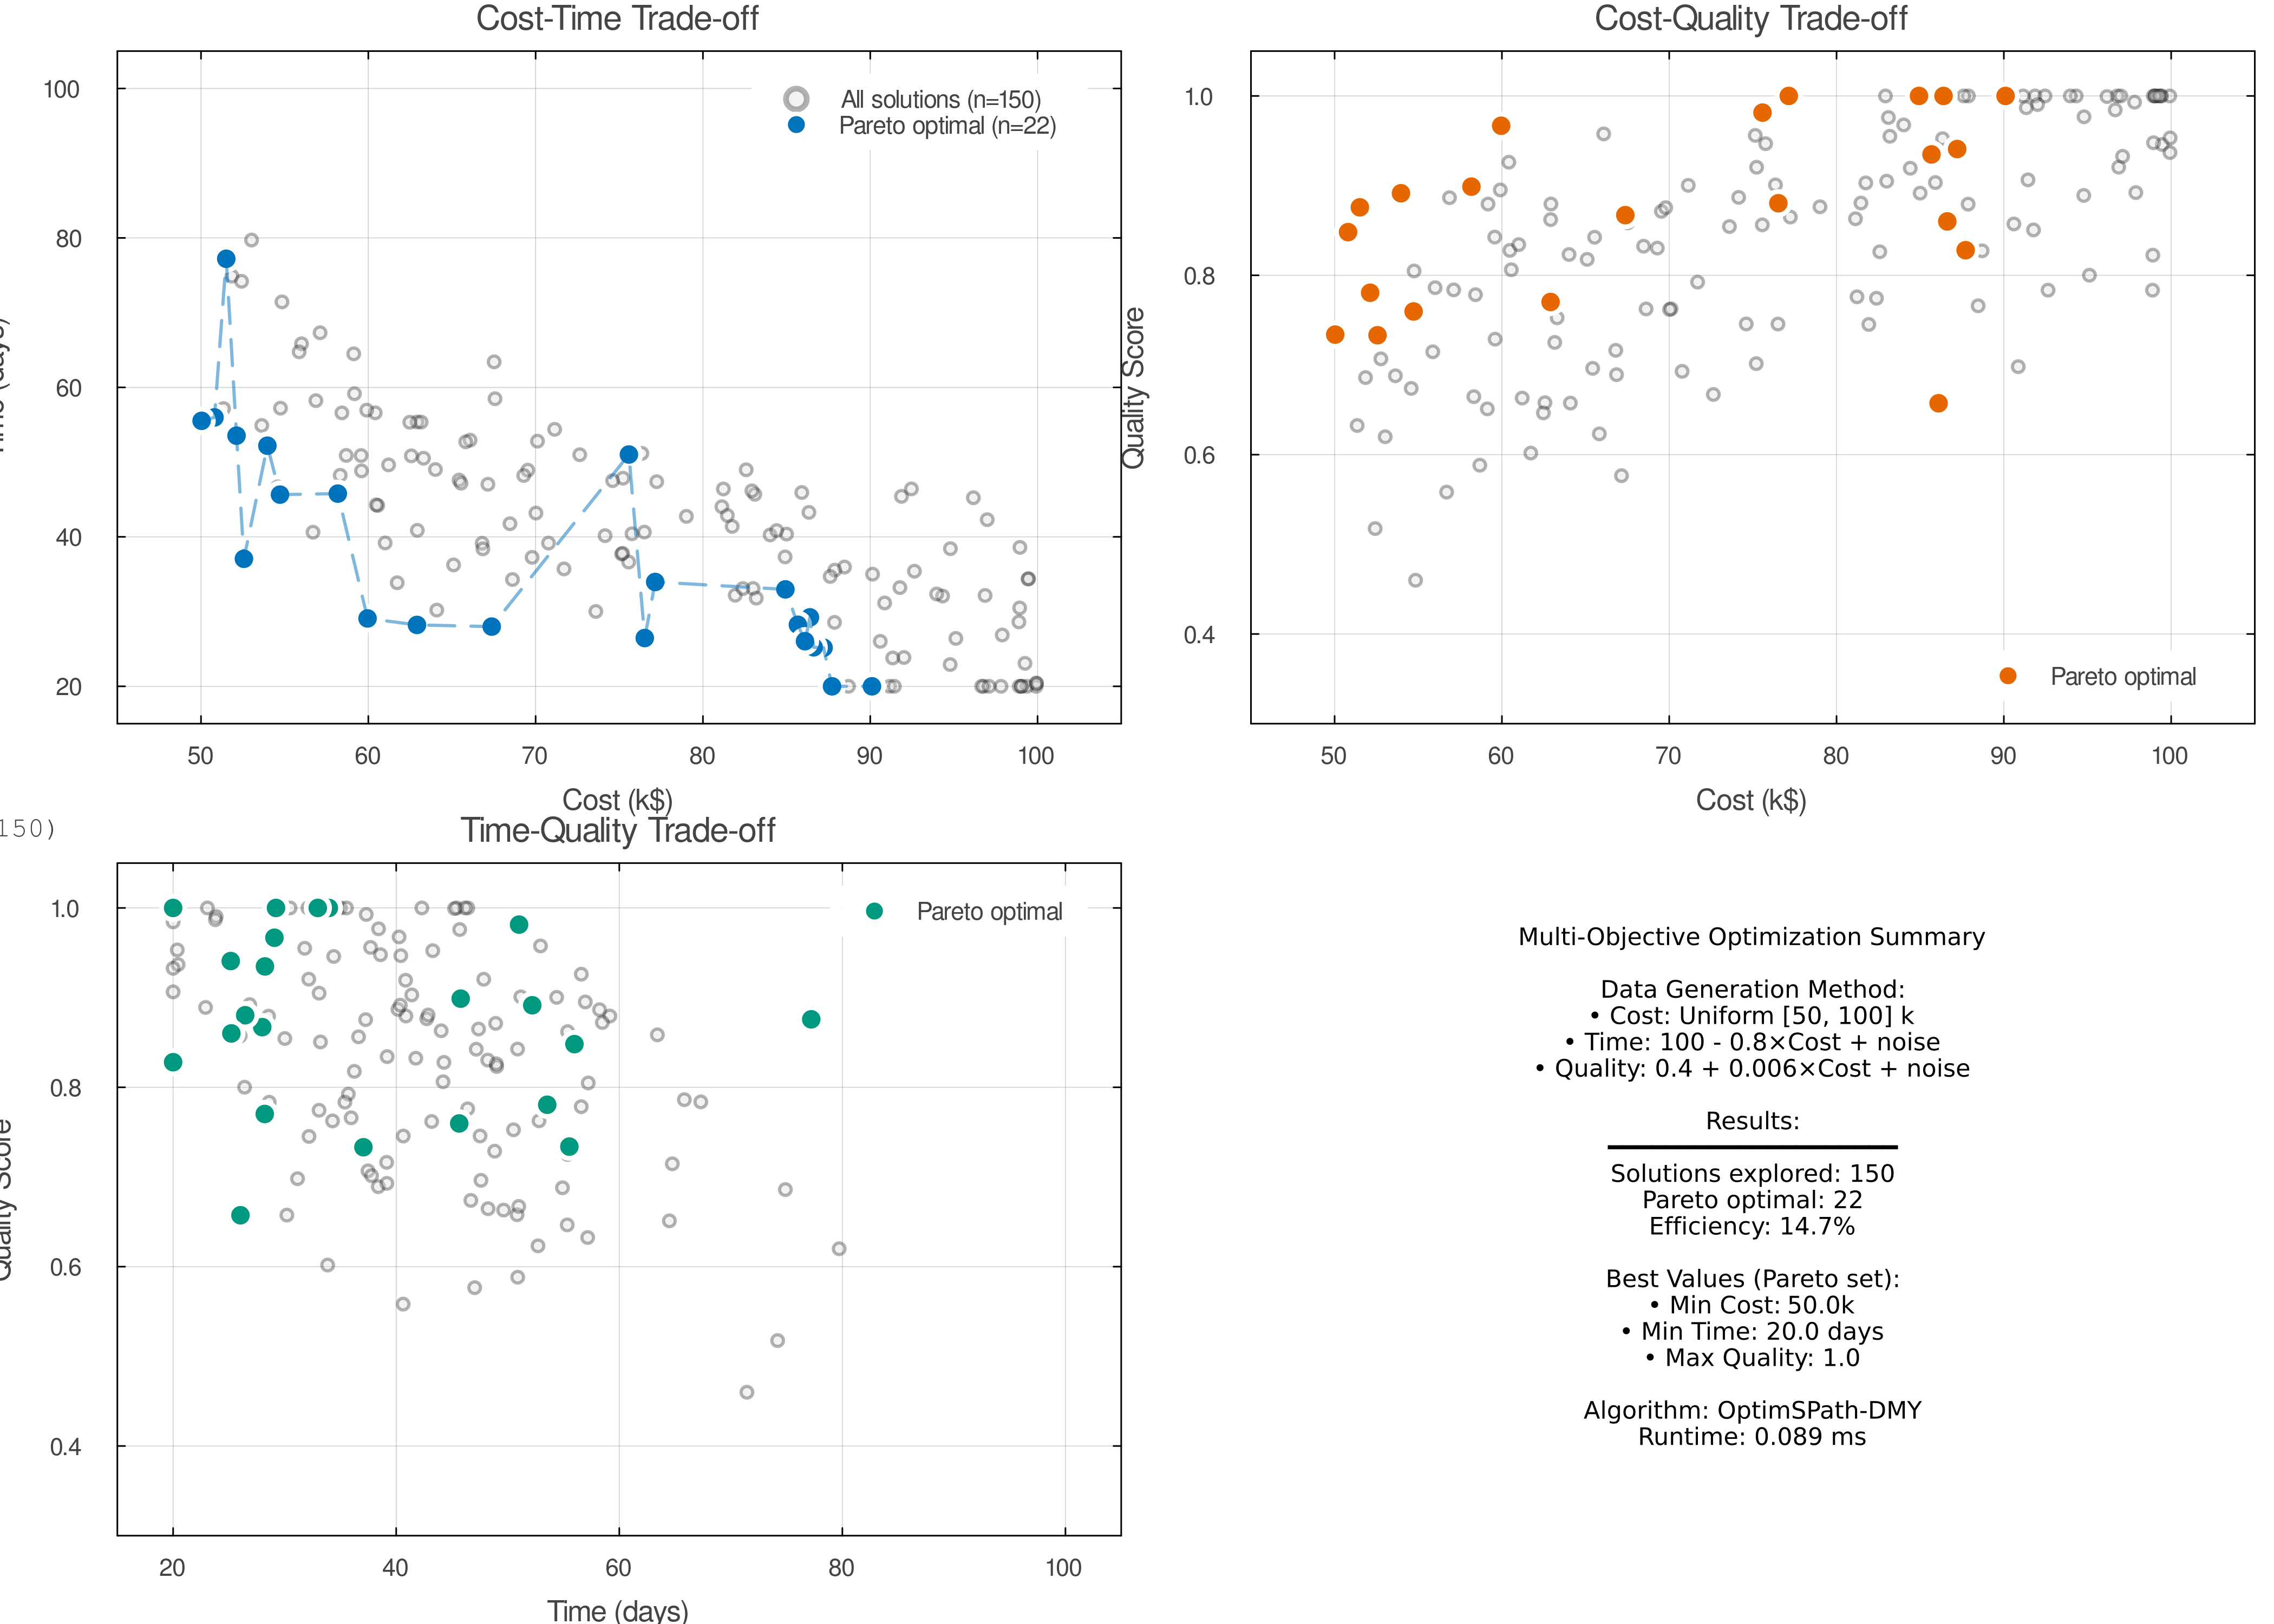 Cost-Time Trade-off
100
80
60
40
20
50
60
70
80
90
100
Cost (k$)
All solutions (n=150)
Pareto optimal (n=22)
Cost-Quality Trade-off
Quality Score
1.0
0.8
0.6
0.4
50
60
70
80
90
100
Cost (k$)
Pareto optimal
150)
Time-Quality Trade-off
Quality Score
1.0
0.8
0.6
0.4
20
40
60
80
100
Time (days)
Pareto optimal
Multi-Objective Optimization Summary
Data Generation Method:
• Cost: Uniform [50, 100] k
• Time: 100 - 0.8×Cost + noise
• Quality: 0.4 + 0.006×Cost + noise
Results:
Solutions explored: 150
Pareto optimal: 22
Efficiency: 14.7%
Best Values (Pareto set):
• Min Cost: 50.0k
• Min Time: 20.0 days
• Max Quality: 1.0
Algorithm: OptimSPath-DMY
Runtime: 0.089 ms